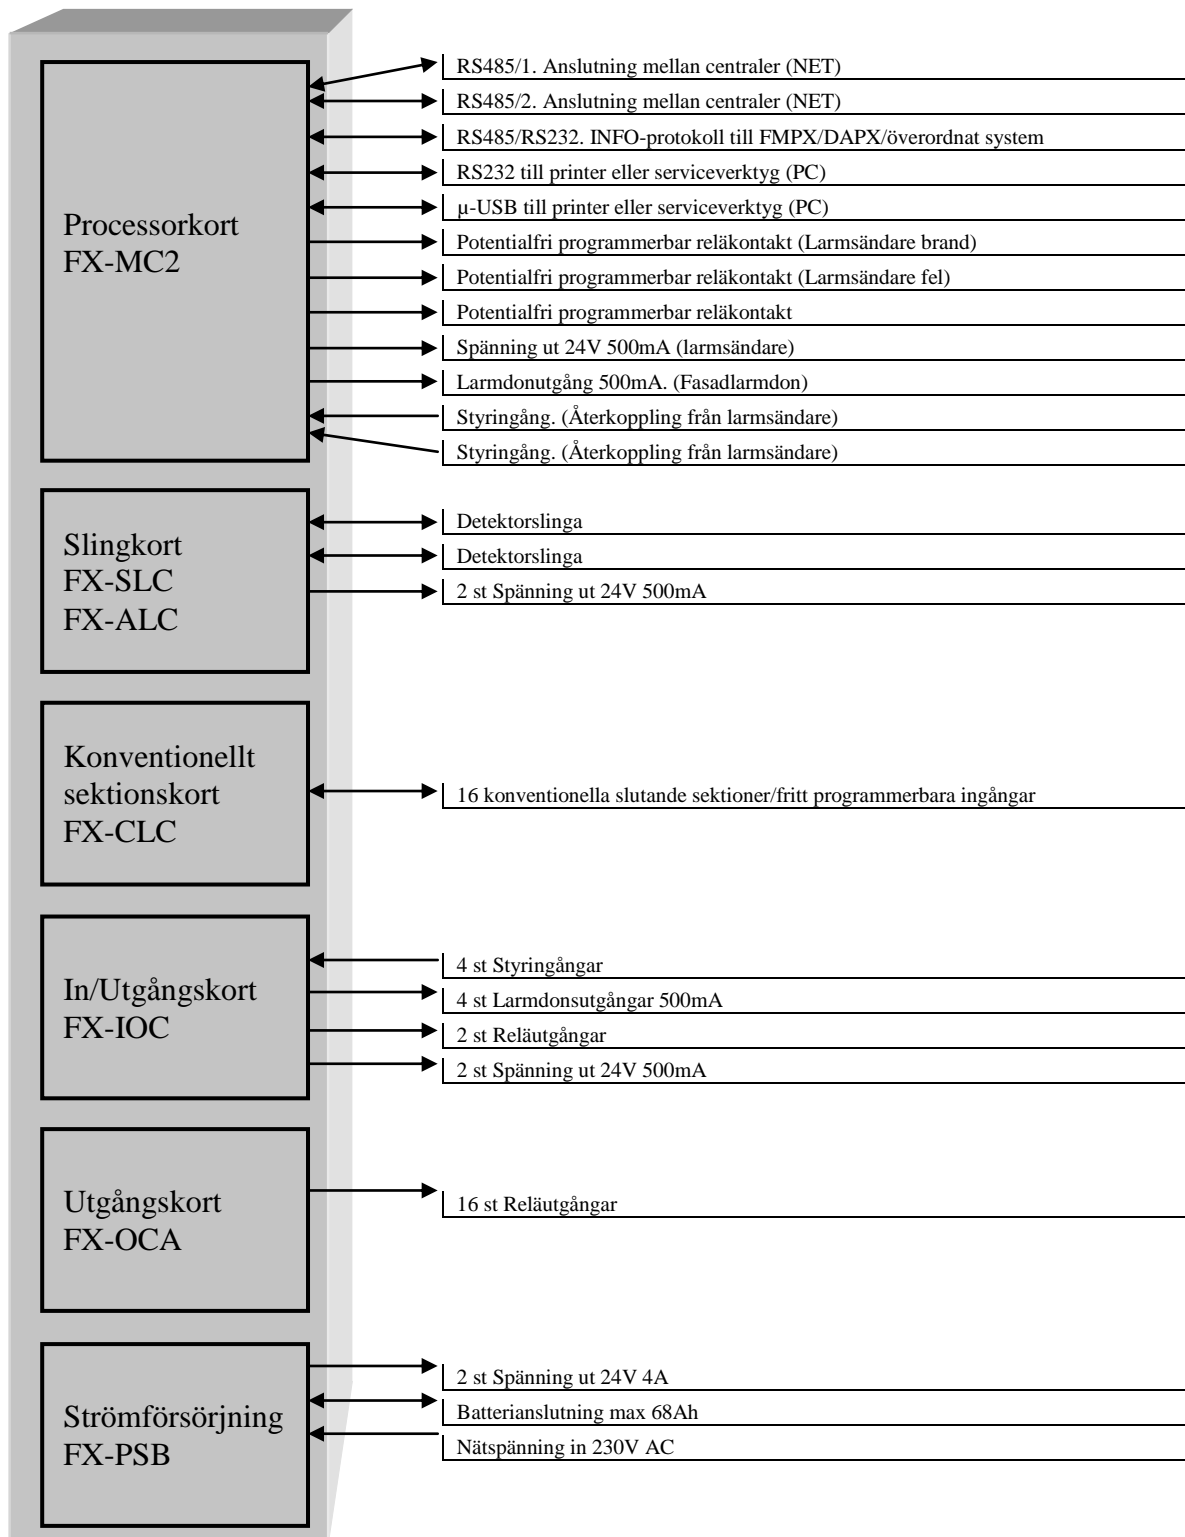 Processorkort
FX-MC2
RS485/1. Anslutning mellan centraler (NET)
RS485/2. Anslutning mellan centraler (NET)
RS485/RS232. INFO-protokoll till FMPX/DAPX/överordnat system
RS232 till printer eller serviceverktyg (PC)
µ-USB till printer eller serviceverktyg (PC)
Potentialfri programmerbar reläkontakt (Larmsändare brand)
Potentialfri programmerbar reläkontakt (Larmsändare fel)
Potentialfri programmerbar reläkontakt
Spänning ut 24V 500mA (larmsändare)
Larmdonutgång 500mA. (Fasadlarmdon)
Styringång. (Återkoppling från larmsändare)
Styringång. (Återkoppling från larmsändare)
Slingkort
FX-SLC
FX-ALC
Detektorslinga
Detektorslinga
2 st Spänning ut 24V 500mA
Konventionellt
sektionskort
FX-CLC
16 konventionella slutande sektioner/fritt programmerbara ingångar
In/Utgångskort
FX-IOC
4 st Styringångar
4 st Larmdonsutgångar 500mA
2 st Reläutgångar
2 st Spänning ut 24V 500mA
Utgångskort
FX-OCA
16 st Reläutgångar
Strömförsörjning
FX-PSB
2 st Spänning ut 24V 4A
Batterianslutning max 68Ah
Nätspänning in 230V AC